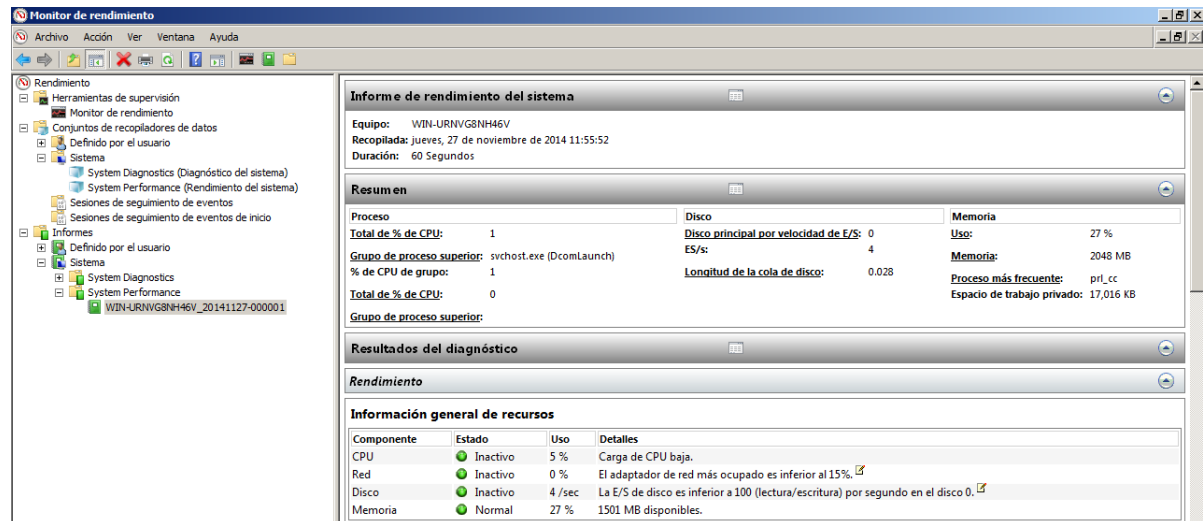 Monitor de rendimiento
Archivo Acción Ver Ventana Ayuda
Rendimiento
Herramientas de supervisión
Monitor de rendimiento
Conjuntos de recopiladores de datos
Definido por el usuario
Sistema
System Diagnostics (Diagnóstico del sistema)
System Performance (Rendimiento del sistema)
Sesiones de seguimiento de eventos
Sesiones de seguimiento de eventos de inicio
Informes
Definido por el usuario
Sistema
System Diagnostics
System Performance
WIN-URNVG8NH46V_20141127-000001
Informe de rendimiento del sistema
Equipo: WIN-URNVG8NH46V
Recopilada: jueves, 27 de noviembre de 2014 11:55:52
Duración: 60 Segundos
Resumen
Proceso
Total de % de CPU: 1
Grupo de proceso superior: svchost.exe (DcomLaunch)
% de CPU de grupo: 1
Total de % de CPU: 0
Grupo de proceso superior:
Disco
Disco principal por velocidad de E/S: 0
ES/s: 4
Longitud de la cola de disco: 0.028
Memoria
Uso: 27 %
Memoria: 2048 MB
Proceso más frecuente: prl_cc
Espacio de trabajo privado: 17,016 KB
Resultados del diagnóstico
Rendimiento
Información general de recursos
Componente Estado Uso Detalles
CPU Inactivo 5 % Carga de CPU baja.
Red Inactivo 0 % El adaptador de red más ocupado es inferior al 15%.
Disco Inactivo 4 /sec La E/S de disco es inferior a 100 (lectura/escritura) por segundo en el disco 0.
Memoria Normal 27 % 1501 MB disponibles.